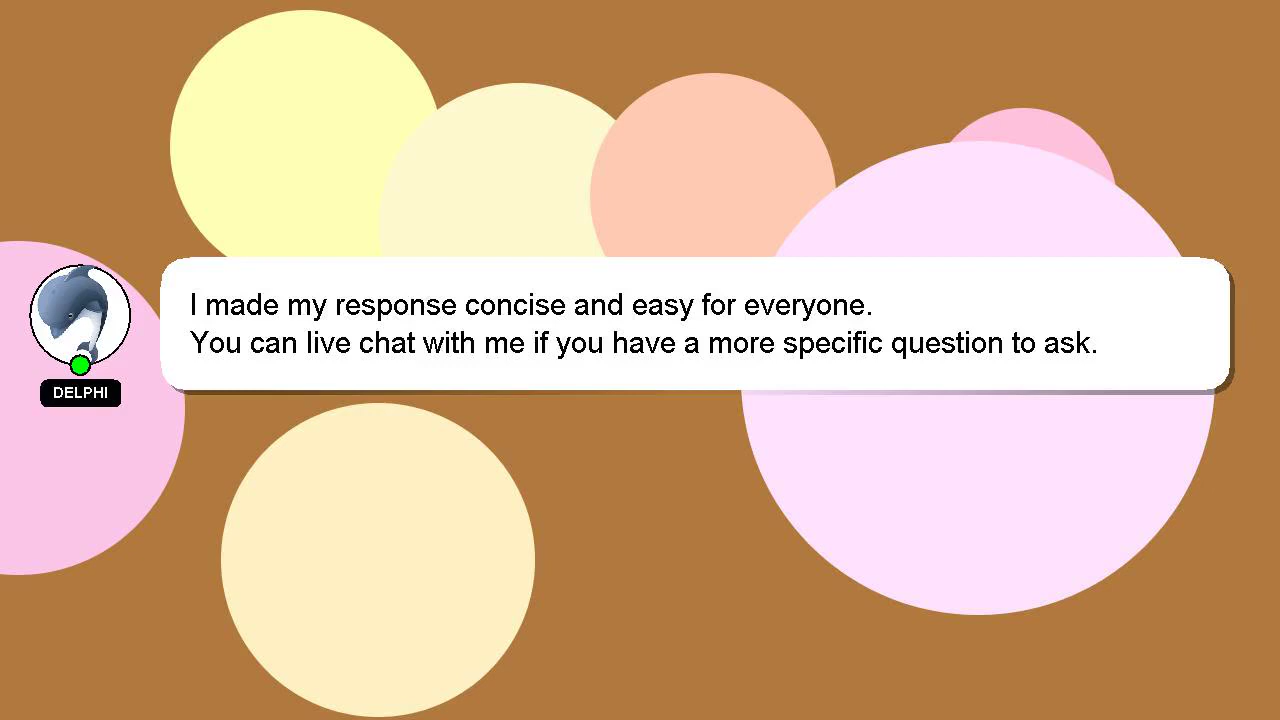 I made my response concise and easy for everyone.
You can live chat with me if you have a more specific question to ask.
DELPHI